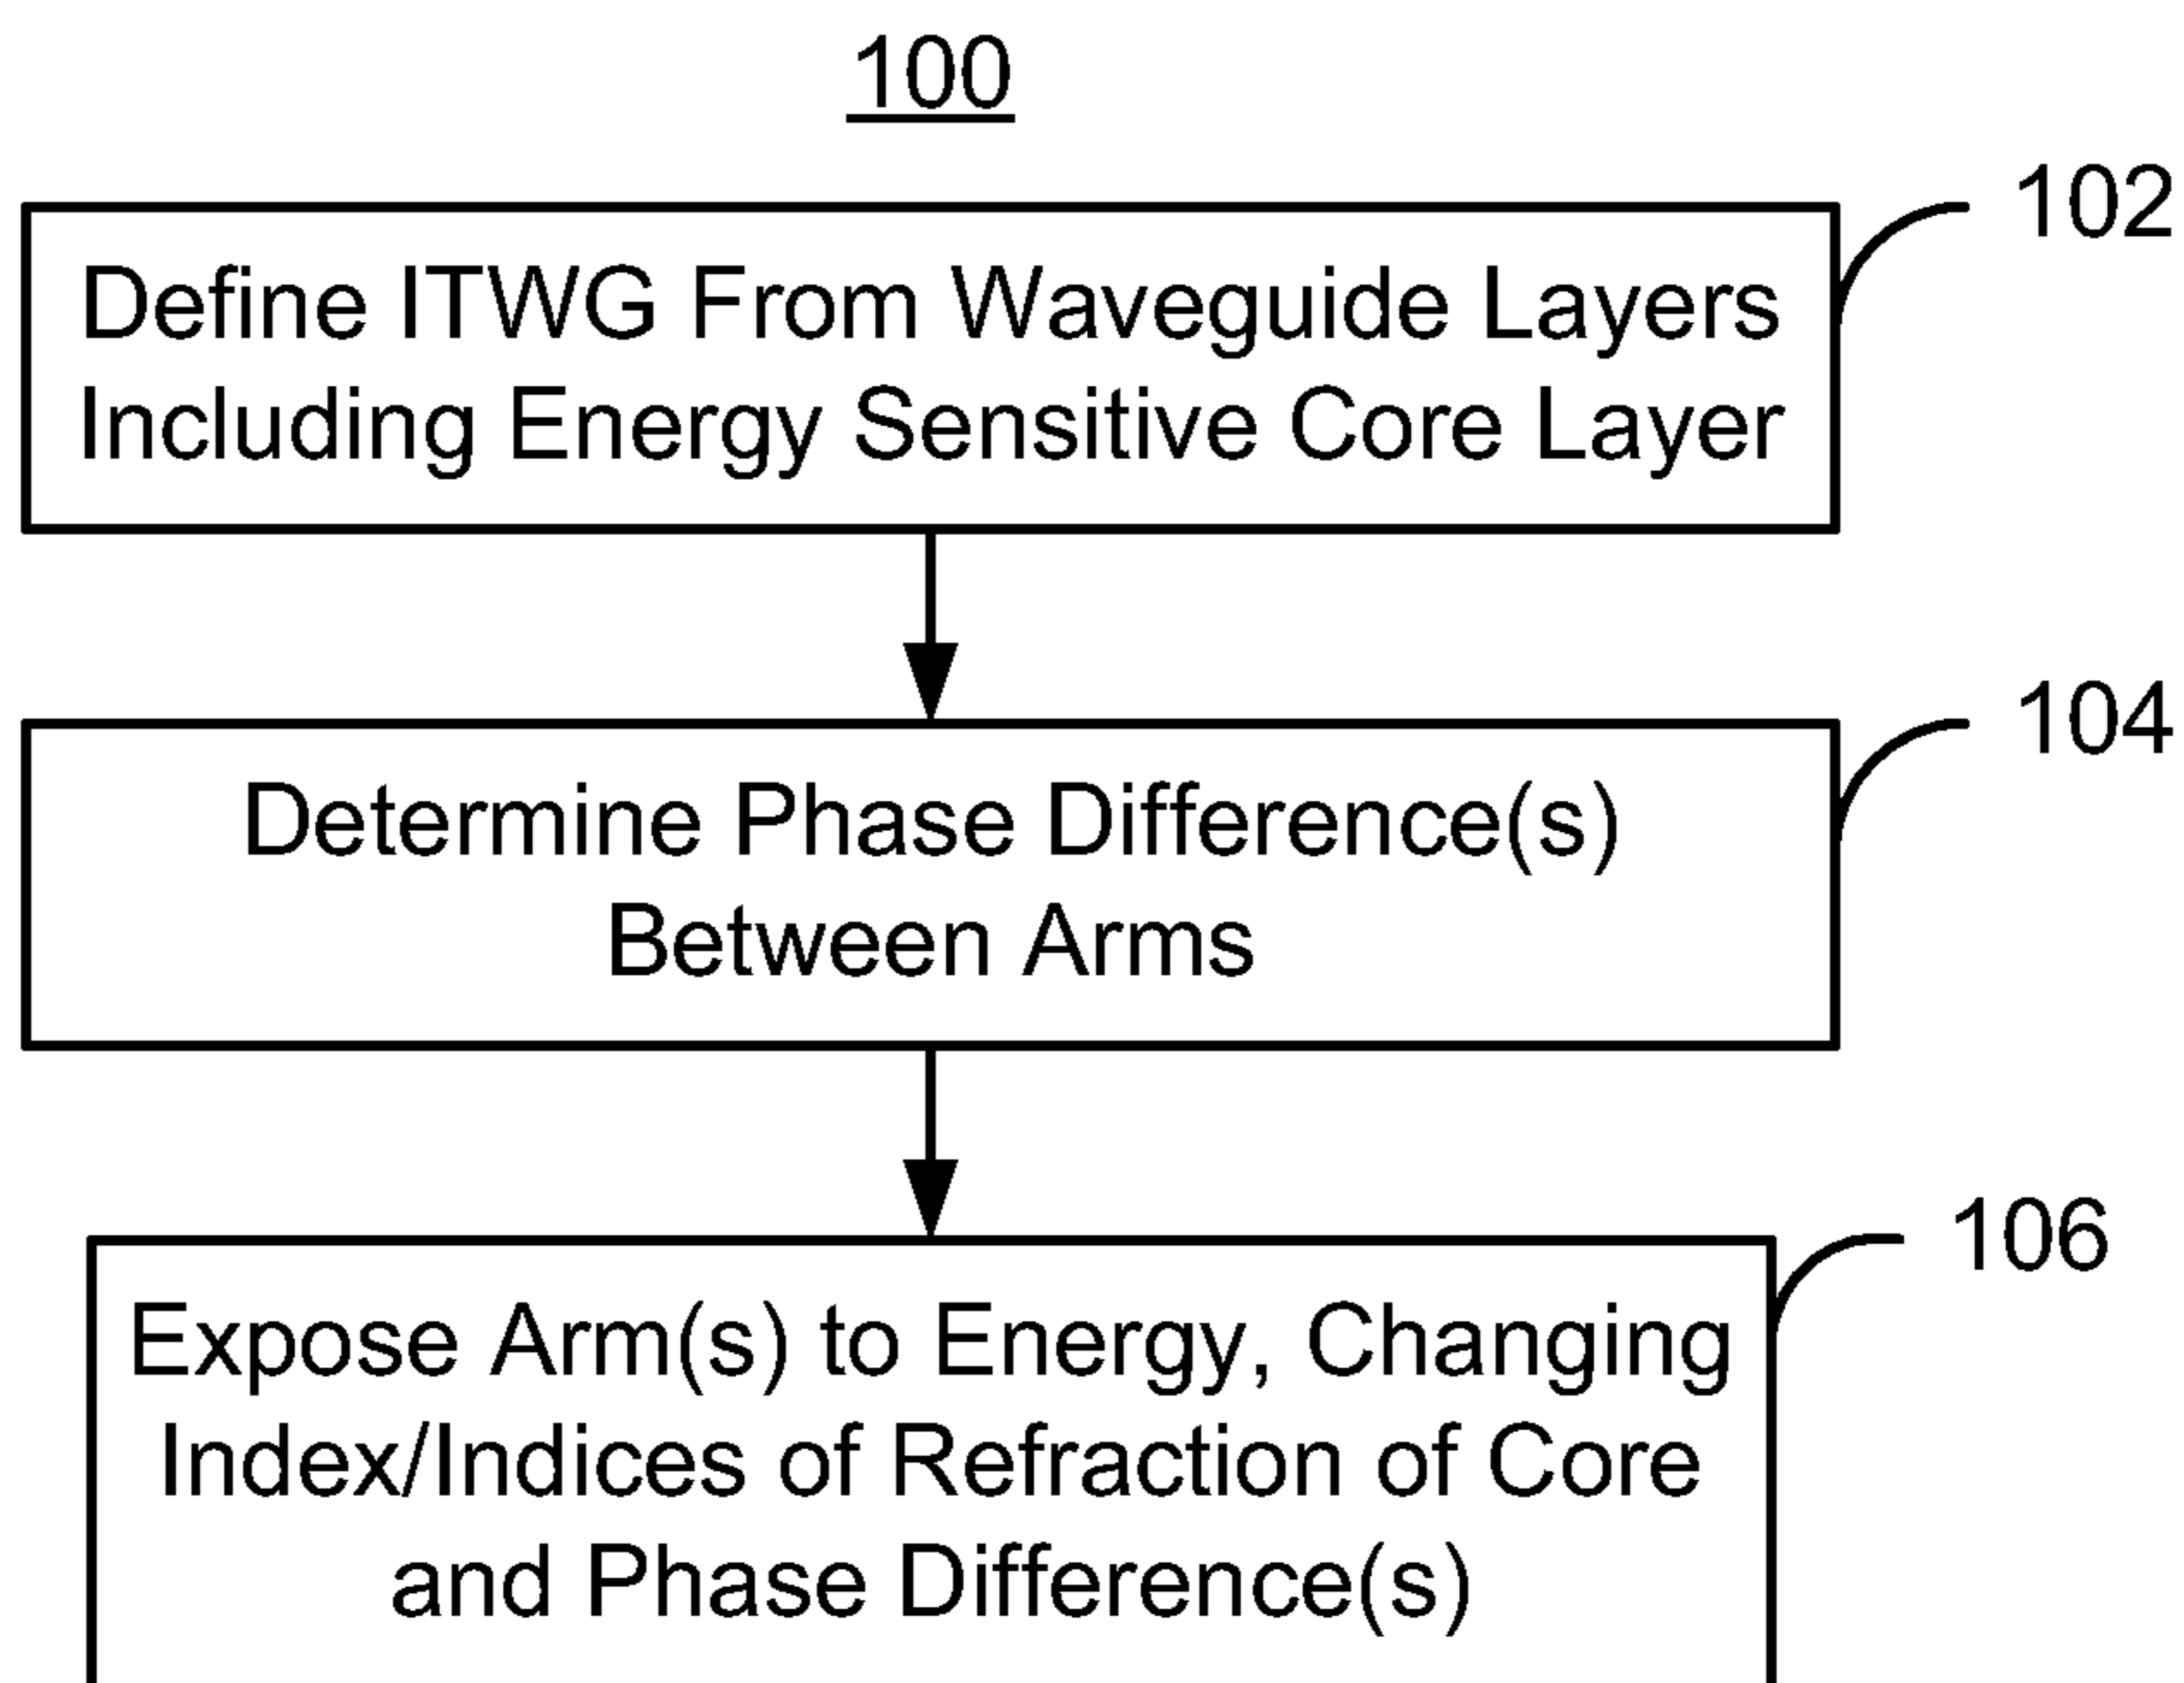 100
102
Define ITWG From Waveguide Layers
Including Energy Sensitive Core Layer
104
Determine Phase Difference(s)
Between Arms
106
Expose Arm(s) to Energy, Changing
Index/Indices of Refraction of Core
and Phase Difference(s)